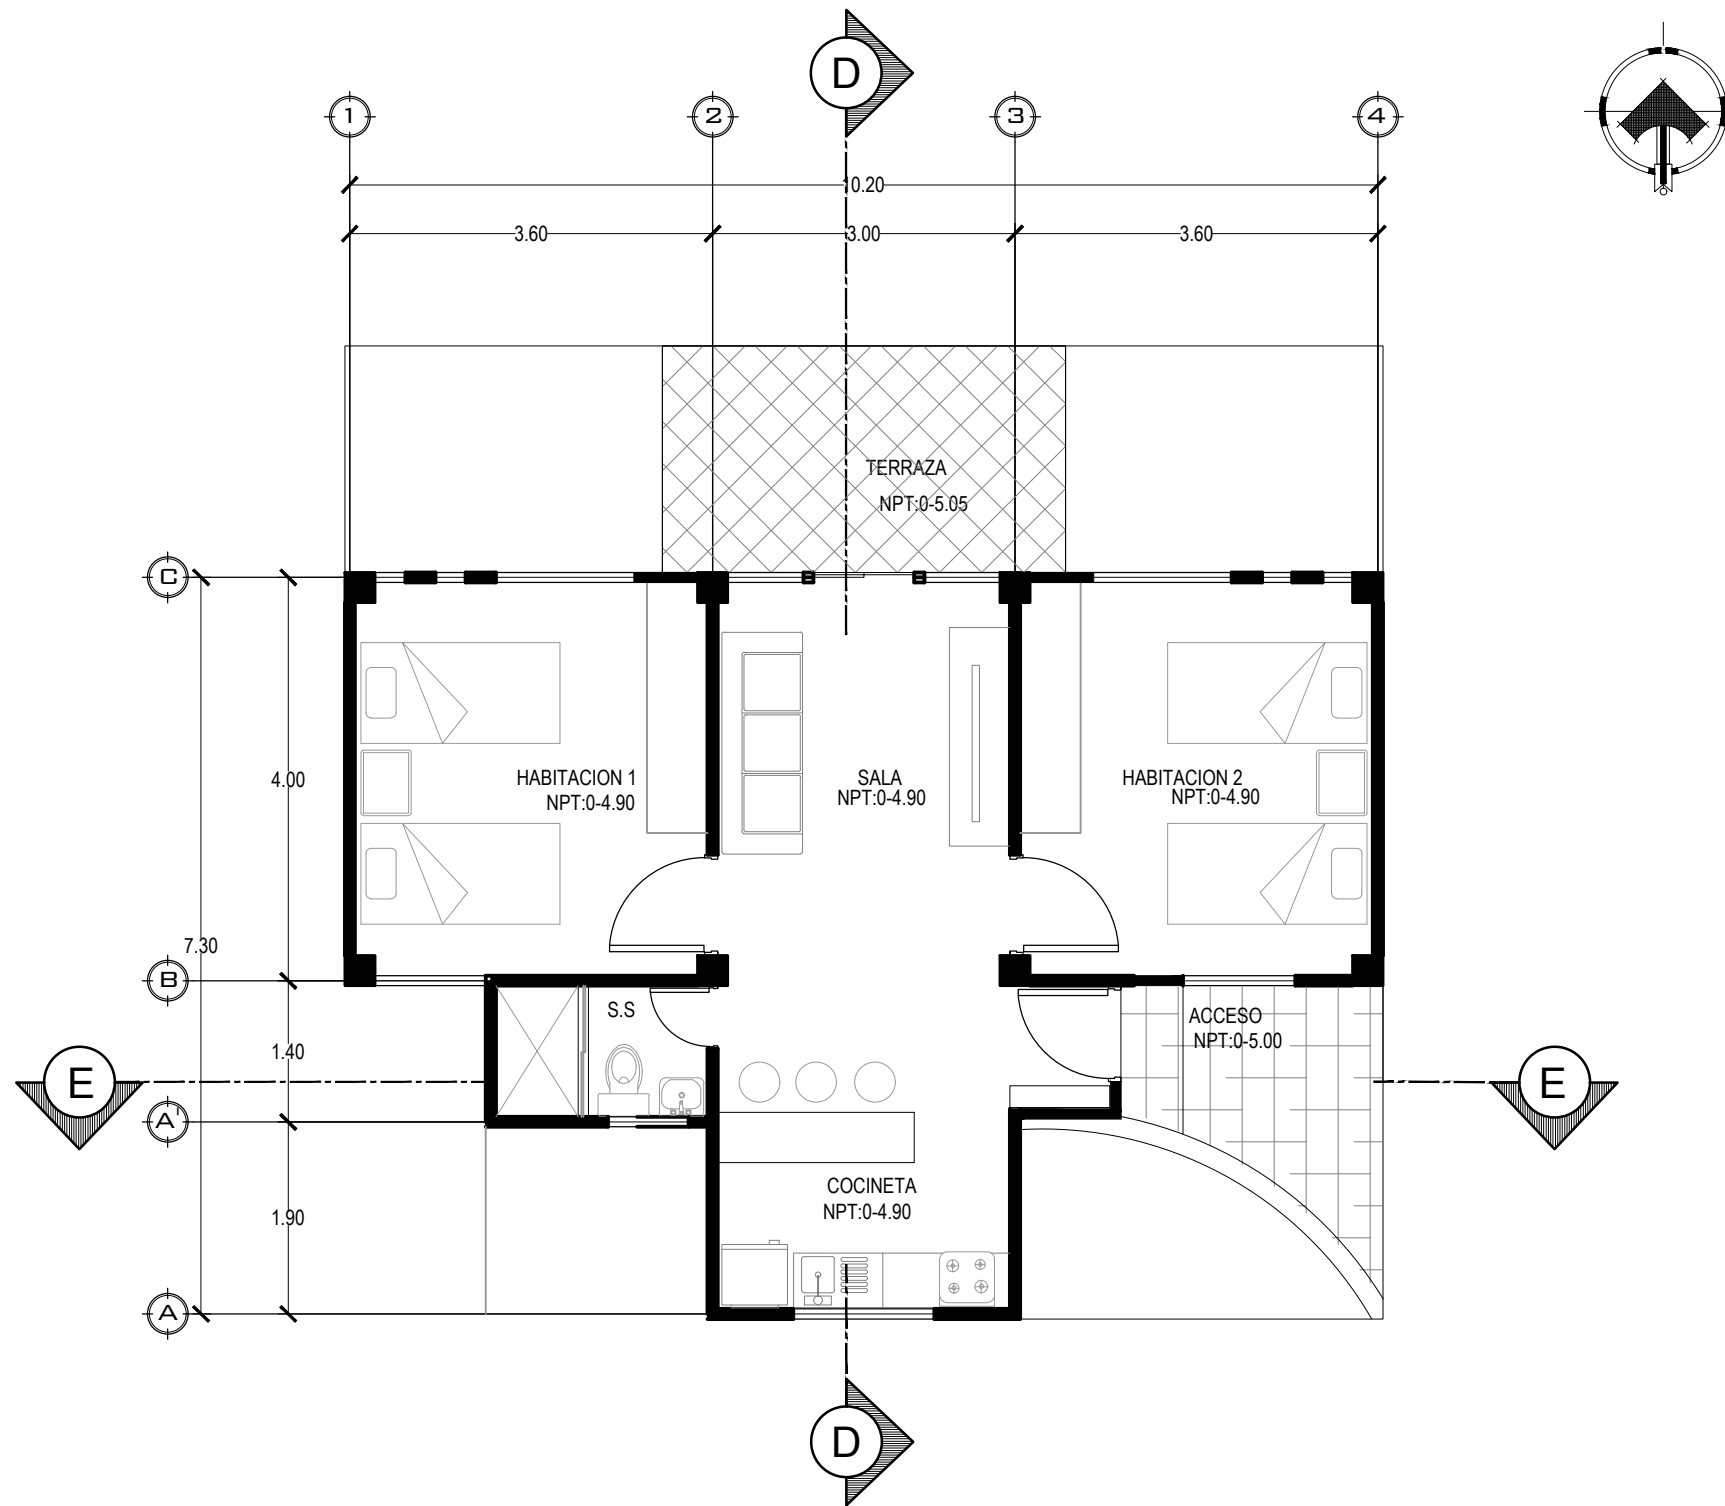 D
1
2
3
4
10.20
3.60
3.00
3.60
TERRAZA
NPT:0-5.05
C
4.00
HABITACION 1
NPT:0-4.90
SALA
NPT:0-4.90
HABITACION 2
NPT:0-4.90
7.30
B
S.S
ACCESO
NPT:0-5.00
1.40
E
E
A'
COCINETA
NPT:0-4.90
1.90
A
D